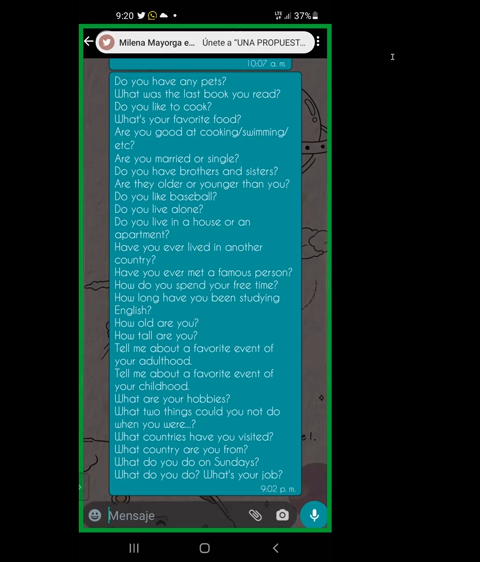 9:20
37%
Milena Mayorga e... Únete a "UNA PROPUEST...
10:07 a. m.
Do you have any pets?
What was the last book you read?
Do you like to cook?
What's your favorite food?
Are you good at cooking/swimming/
etc?
Are you married or single?
Do you have brothers and sisters?
Are they older or younger than you?
Do you like baseball?
Do you live alone?
Do you live in a house or an
apartment?
Have you ever lived in another
country?
Have you ever met a famous person?
How do you spend your free time?
How long have you been studying
English?
How old are you?
How tall are you?
Tell me about a favorite event of
your adulthood.
Tell me about a favorite event of
your childhood.
What are your hobbies?
What two things could you not do
when you were...?
What countries have you visited?
What country are you from?
What do you do on Sundays?
What do you do? What's your job?
9:02 p. m.
Mensaje